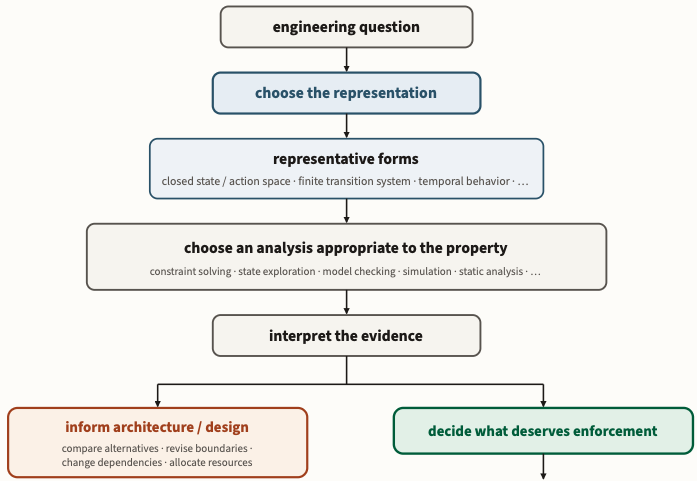 engineering question
choose the representation
representative forms
closed state / action space · finite transition system · temporal behavior · …
choose an analysis appropriate to the property
constraint solving · state exploration · model checking · simulation · static analysis · …
interpret the evidence
inform architecture / design
compare alternatives · revise boundaries ·
change dependencies · allocate resources
decide what deserves enforcement